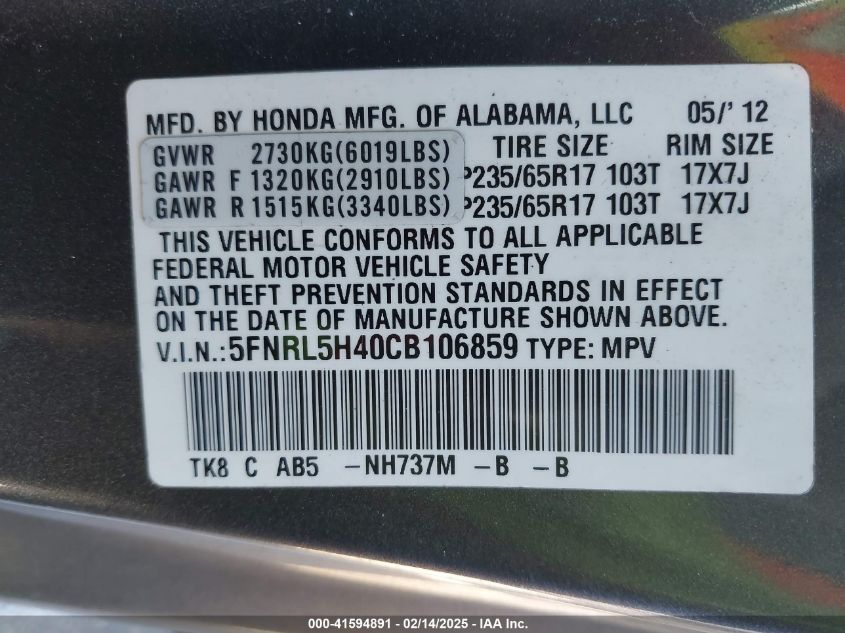 MFD. BY HONDA MFG. OF ALABAMA, LLC 05/' 12
GVWR 2730KG(6019LBS) TIRE SIZE RIM SIZE
GAWR F 1320KG(2910LBS) P235/65R17 103T 17X7J
GAWR R 1515KG(3340LBS) P235/65R17 103T 17X7J
THIS VEHICLE CONFORMS TO ALL APPLICABLE
FEDERAL MOTOR VEHICLE SAFETY
AND THEFT PREVENTION STANDARDS IN EFFECT
ON THE DATE OF MANUFACTURE SHOWN ABOVE.
V.I.N.:5FNRL5H40CB106859 TYPE: MPV
TK8 C AB5 -NH737M -B -B
000-41594891 - 02/14/2025 - IAA Inc.